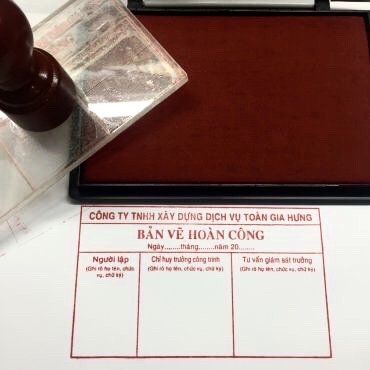 CÔNG TY TNHH XÂY DỰNG DỊCH VỤ TOÀN GIA HƯNG
BẢN VẼ HOÀN CÔNG
Ngày........tháng........năm 20........
Người lập
(Ghi rõ họ tên, chức vụ, chữ ký)
Chỉ huy trưởng công trình
(Ghi rõ họ tên, chức vụ, chữ ký)
Tư vấn giám sát trưởng
(Ghi rõ họ tên, chức vụ, chữ ký)